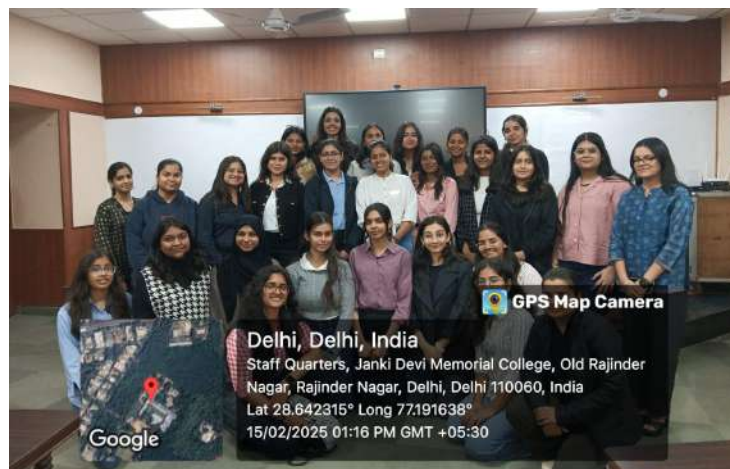 GPS Map Camera
Delhi, Delhi, India
Staff Quarters, Janki Devi Memorial College, Old Rajinder
Nagar, Rajinder Nagar, Delhi, Delhi 110060, India
Lat 28.642315° Long 77.191638°
15/02/2025 01:16 PM GMT +05:30
Google